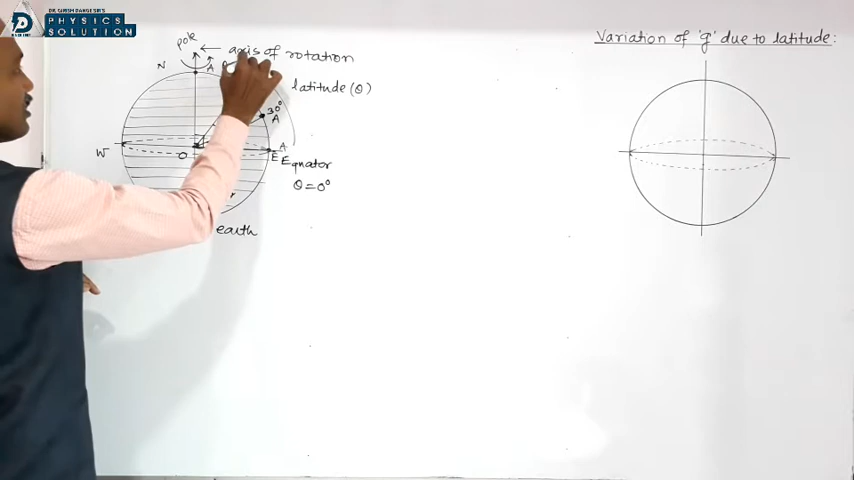 DR. GIRISH DANGE SIR'S
PHYSICS
SOLUTION
D
Pole
axis of rotation
N
A
latitude (θ)
30°
A
W
O
A
E Equator
θ = 0°
earth
Variation of 'g' due to latitude: